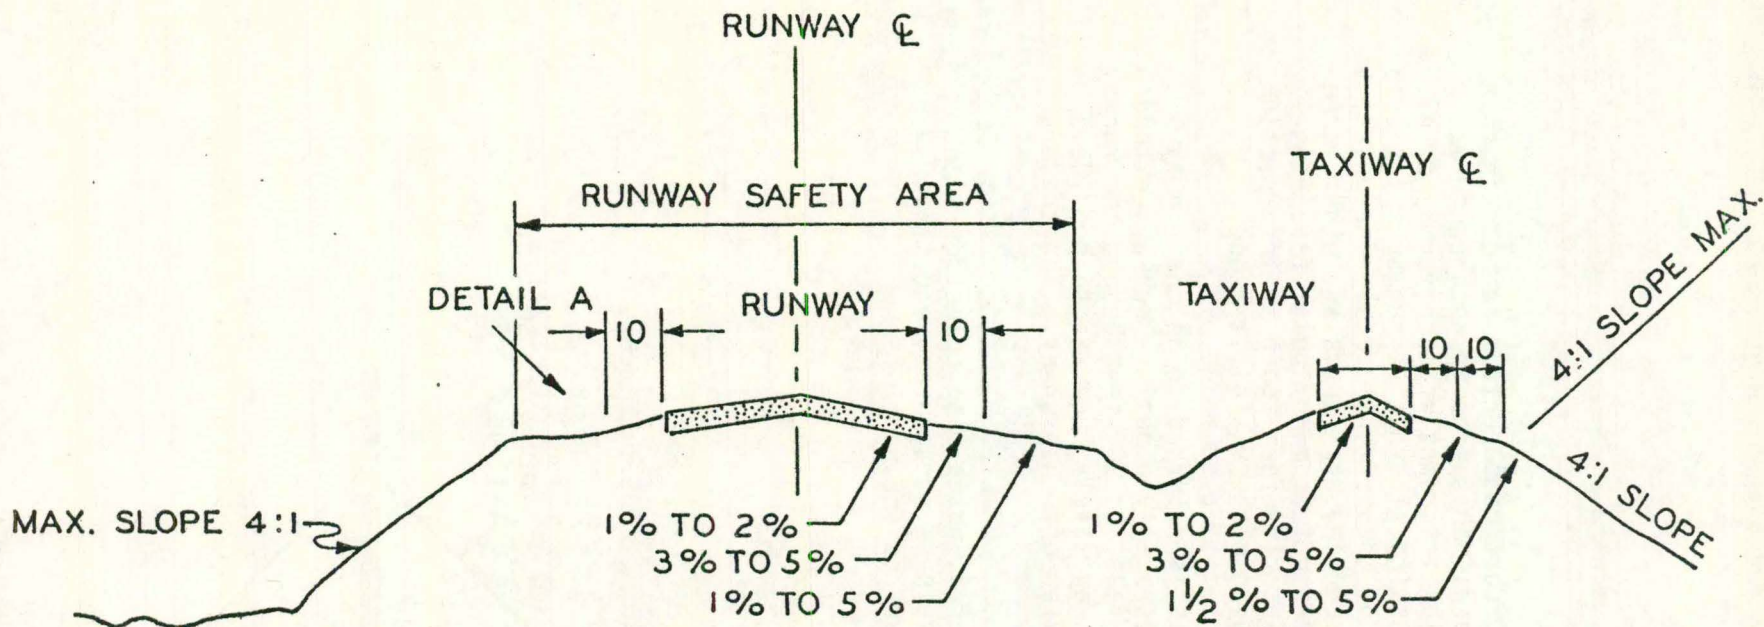 RUNWAY ℄
TAXIWAY ℄
RUNWAY SAFETY AREA
DETAIL A
RUNWAY
TAXIWAY
10
10
10 10
4:1 SLOPE MAX.
4:1 SLOPE
MAX. SLOPE 4:1
1% TO 2%
3% TO 5%
1% TO 5%
1% TO 2%
3% TO 5%
1½ % TO 5%